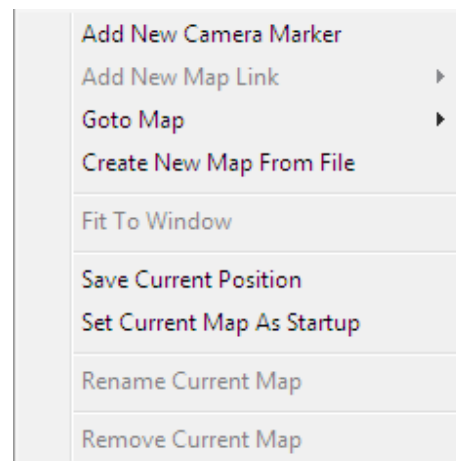 Add New Camera Marker
Add New Map Link
Goto Map
Create New Map From File
Fit To Window
Save Current Position
Set Current Map As Startup
Rename Current Map
Remove Current Map